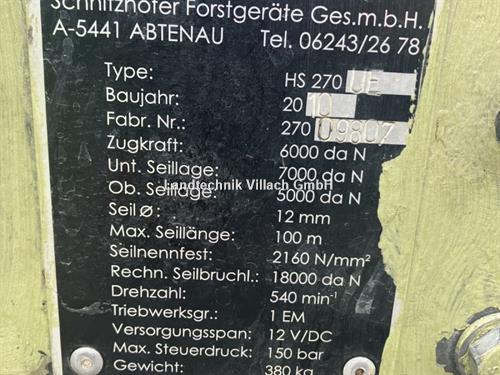 Schnitzhofer Forstgeräte Ges.m.b.H.
A-5441 ABTENAU Tel. 06243/26 78
Type: HS 270 UE
Baujahr: 2010
Fabr. Nr.: 270 09807
Zugkraft: 6000 da N
Unt. Seillage: 7000 da N
Ob. Seillage: 5000 da N
Landtechnik Villach GmbH
Seil ø: 12 mm
Max. Seillänge: 100 m
Seilnennfest: 2160 N/mm²
Rechn. Seilbruchl.: 18000 da N
Drehzahl: 540 min⁻¹
Triebwerksgr.: 1 EM
Versorgungsspan: 12 V/DC
Max. Steuerdruck: 150 bar
Gewicht: 380 kg